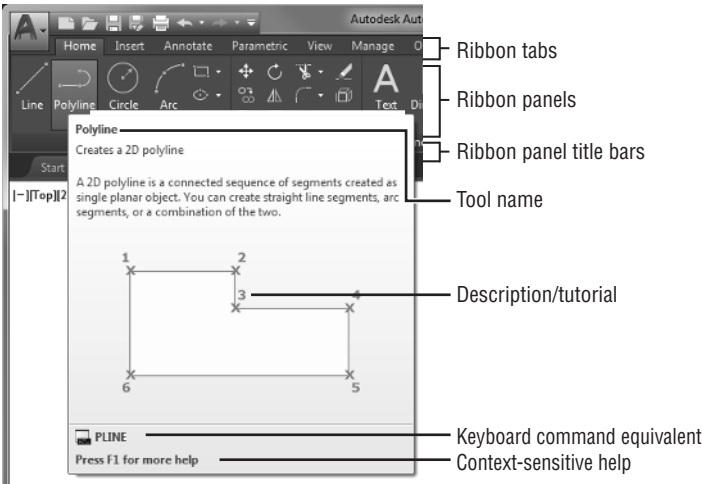 Autodesk Aut
Home Insert Annotate Parametric View Manage O
Ribbon tabs
Line Polyline Circle Arc Text Di
A
Ribbon panels
Ribbon panel title bars
Start
[−][Top][2
Polyline
Tool name
Creates a 2D polyline
A 2D polyline is a connected sequence of segments created as
single planar object. You can create straight line segments, arc
segments, or a combination of the two.
1 2
3 4
Description/tutorial
6 5
PLINE
Keyboard command equivalent
Press F1 for more help
Context-sensitive help